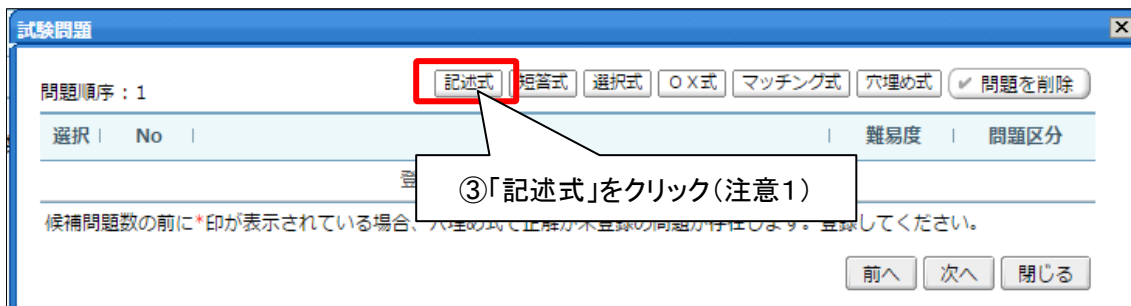 試験問題
問題順序：1
記述式 短答式 選択式 OX式 マッチング式 穴埋め式 問題を削除
選択 No 難易度 問題区分
登
③「記述式」をクリック(注意1)
候補問題数の前に*印が表示されている場合、穴埋め式で正解が未登録の問題が存在します。登録してください。
前へ 次へ 閉じる